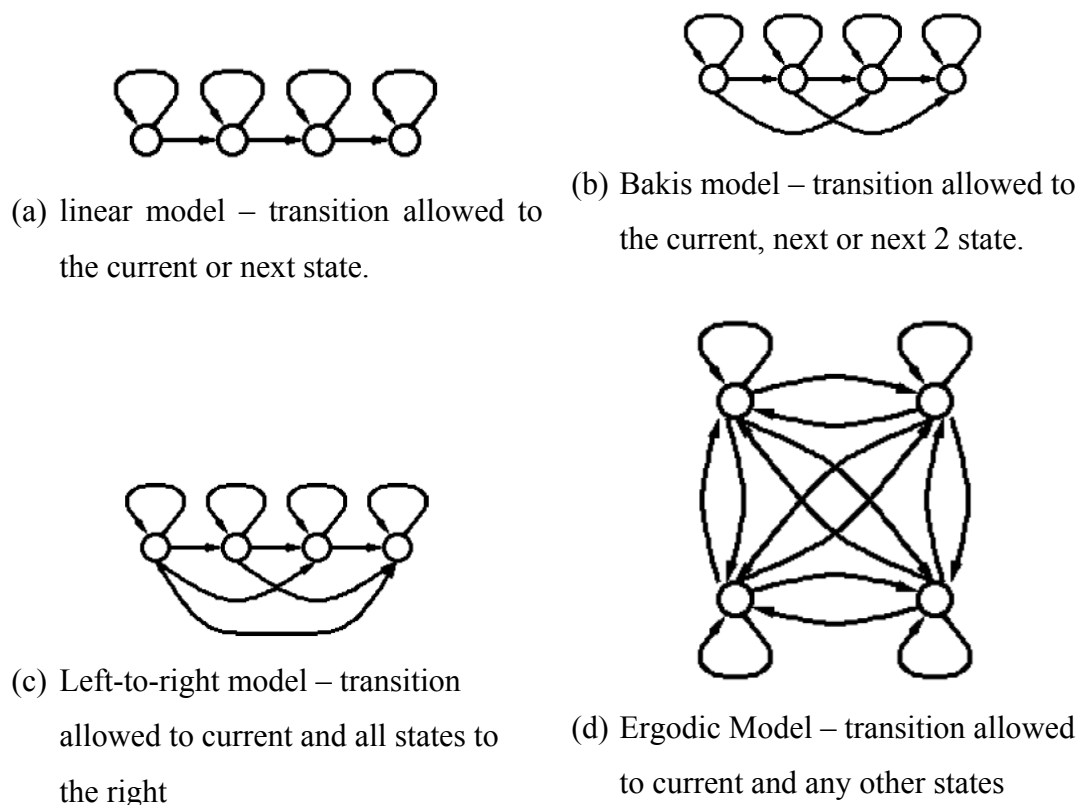 (a) linear model – transition allowed to
the current or next state.
(b) Bakis model – transition allowed to
the current, next or next 2 state.
(c) Left-to-right model – transition
allowed to current and all states to
the right
(d) Ergodic Model – transition allowed
to current and any other states